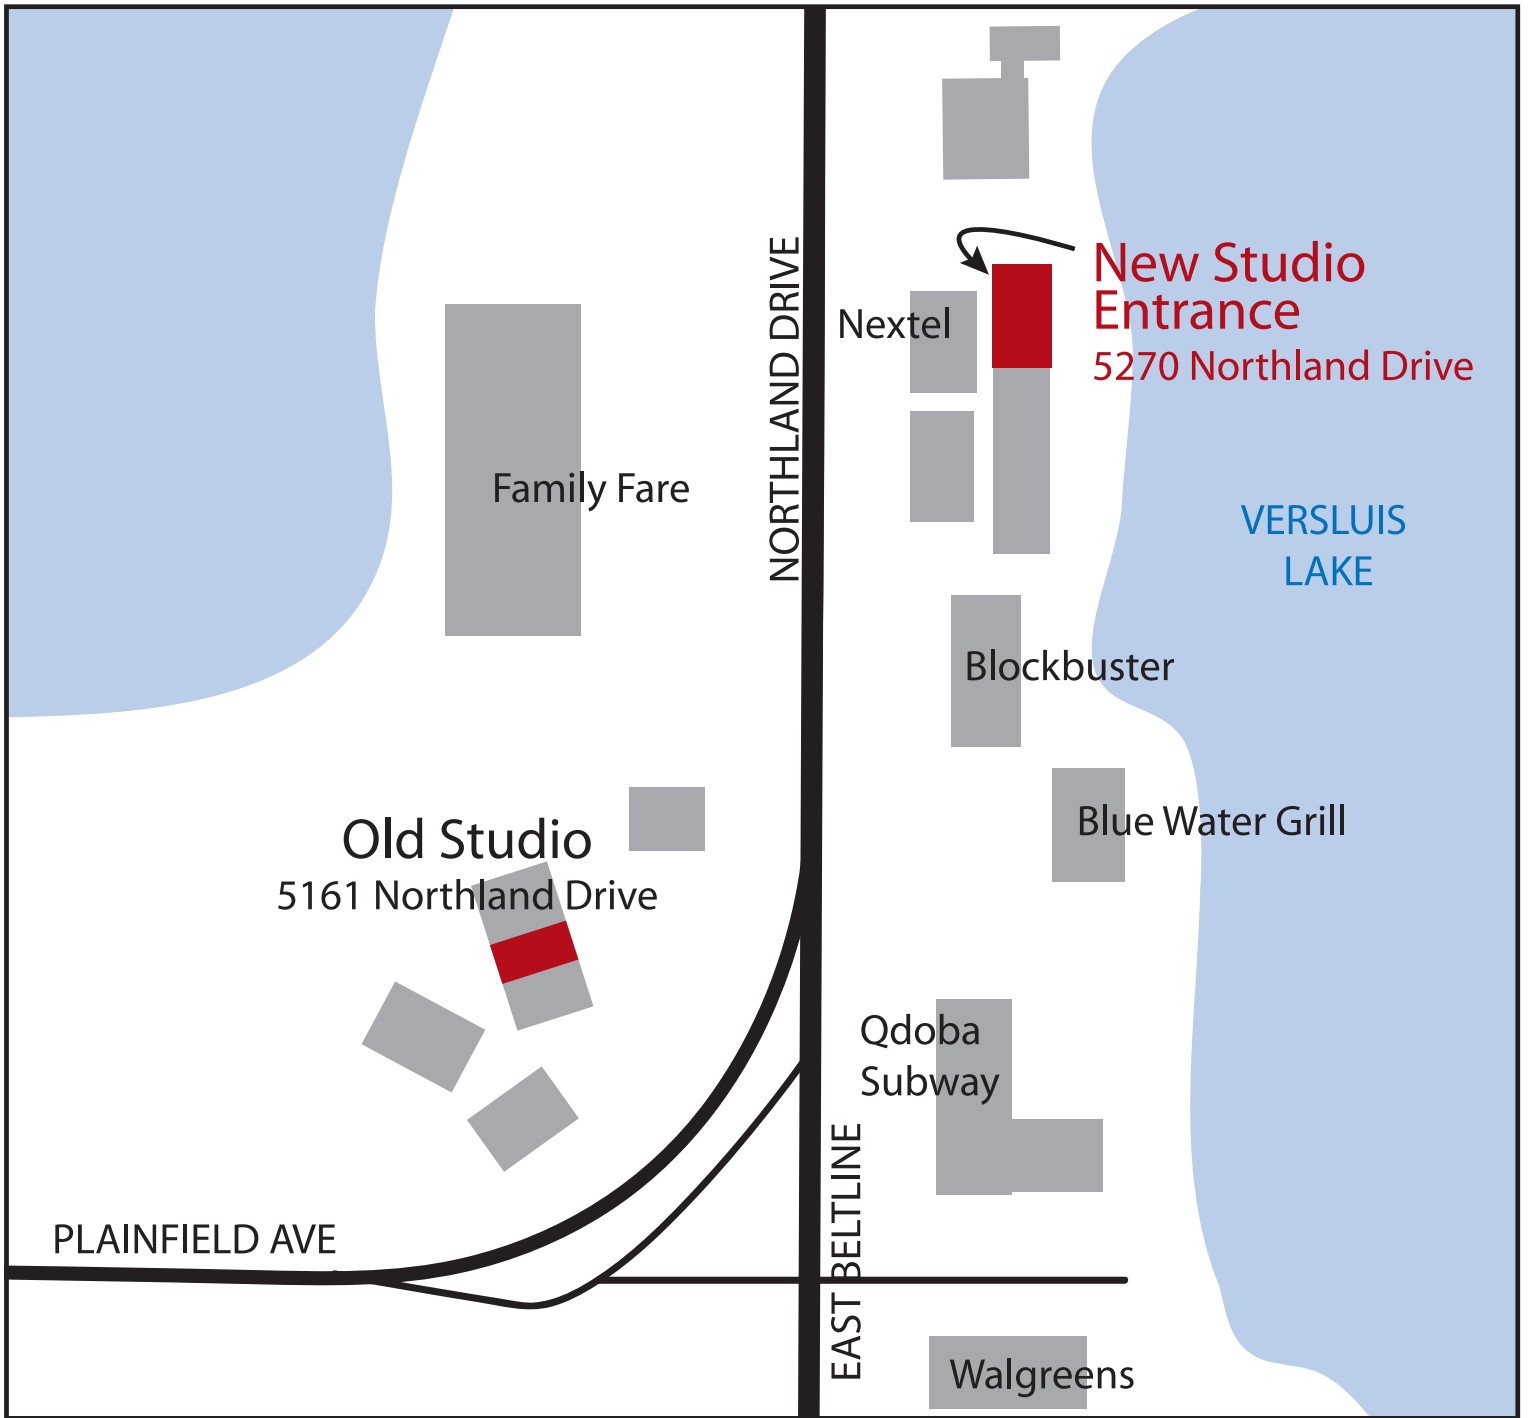 New Studio
Entrance
5270 Northland Drive
NORTHLAND DRIVE
Nextel
Family Fare
VERSLUIS
LAKE
Blockbuster
Blue Water Grill
Old Studio
5161 Northland Drive
Qdoba
Subway
EAST BELTLINE
PLAINFIELD AVE
Walgreens